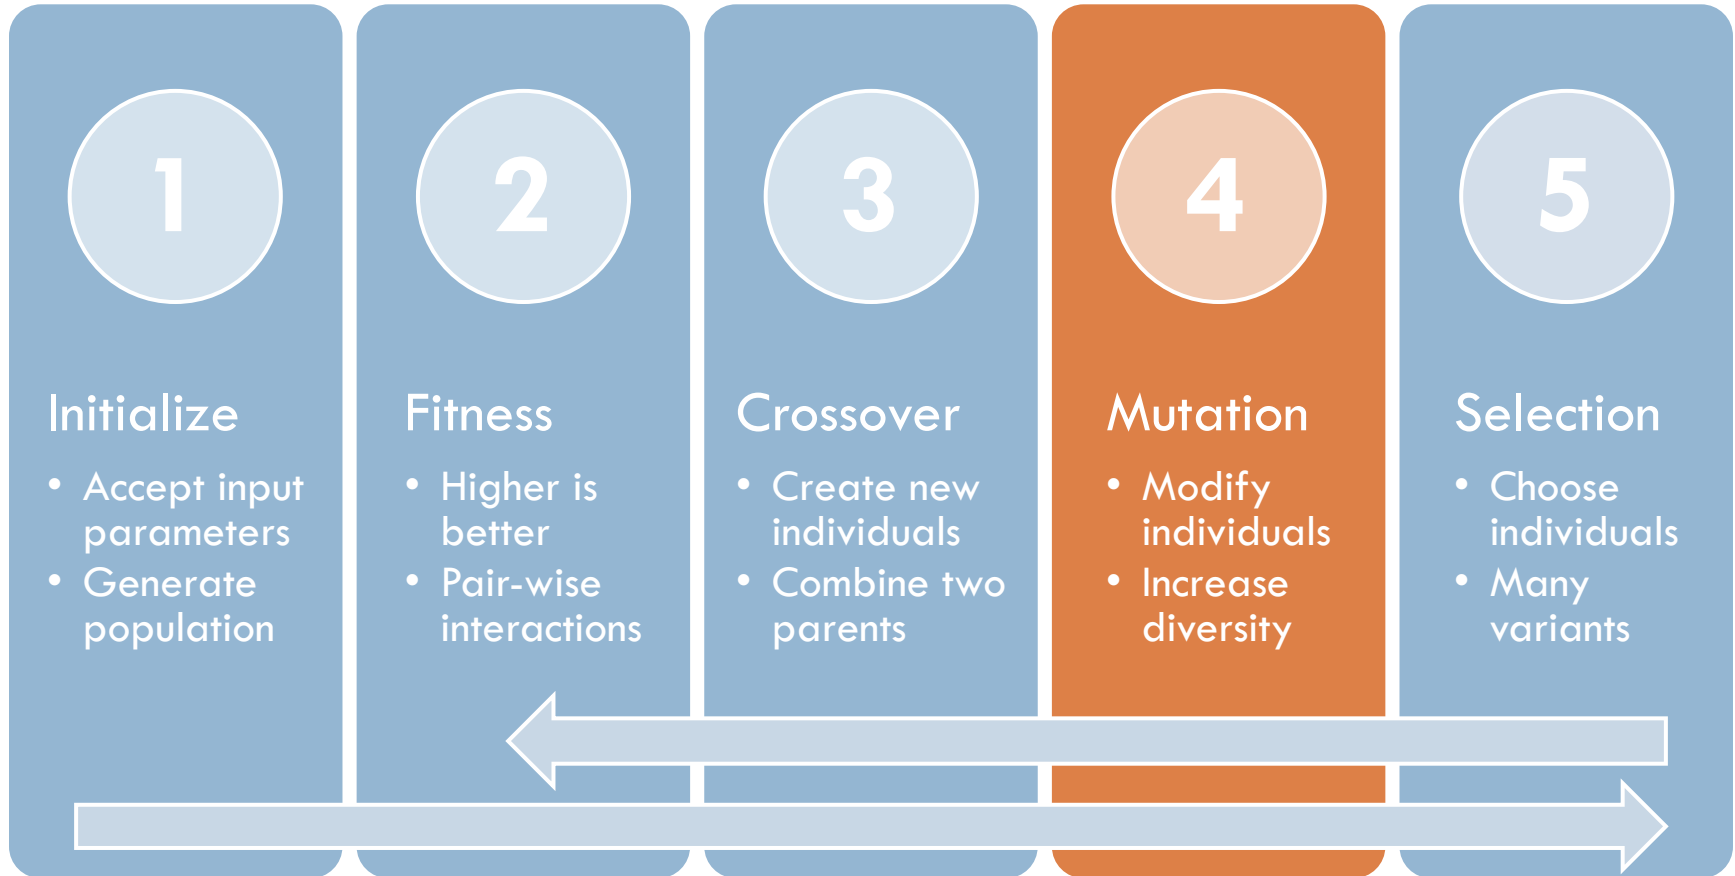 1
Initialize
• Accept input
parameters
• Generate
population
2
Fitness
• Higher is
better
• Pair-wise
interactions
3
Crossover
• Create new
individuals
• Combine two
parents
4
Mutation
• Modify
individuals
• Increase
diversity
5
Selection
• Choose
individuals
• Many
variants